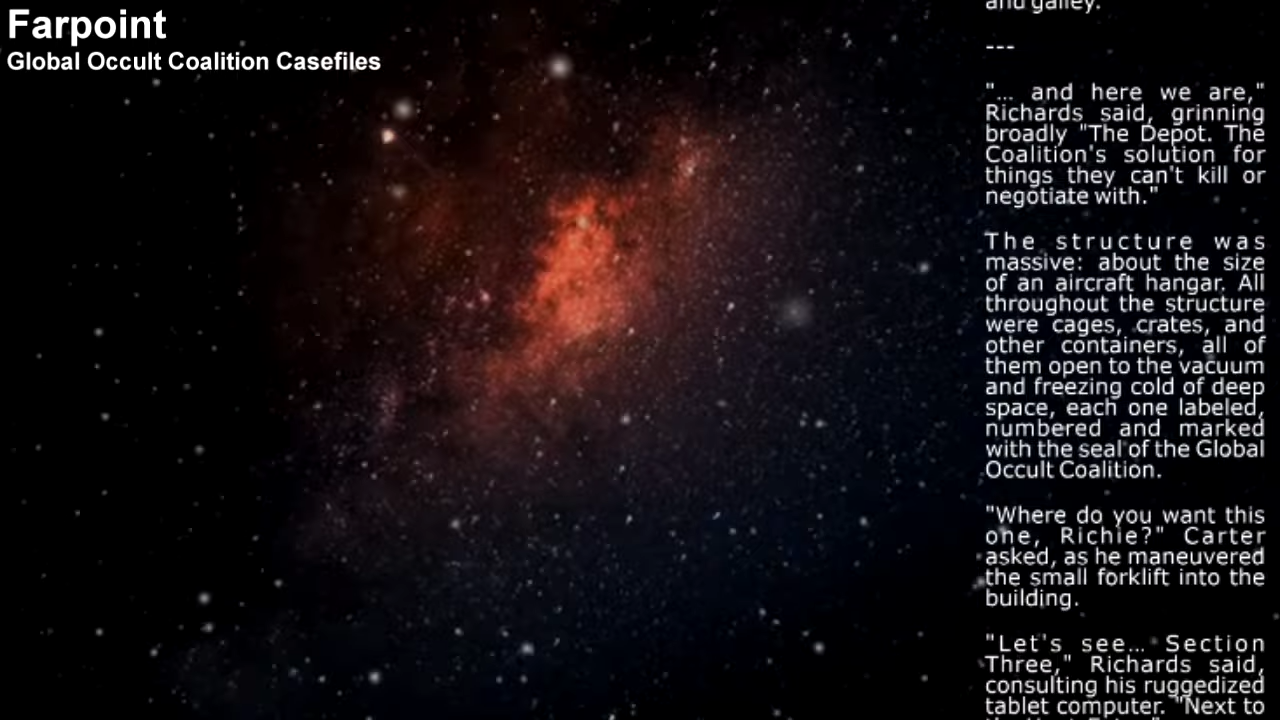 Farpoint
Global Occult Coalition Casefiles
and galley.
---
"... and here we are,"
Richards said, grinning
broadly "The Depot. The
Coalition's solution for
things they can't kill or
negotiate with."
The structure was
massive: about the size
of an aircraft hangar. All
throughout the structure
were cages, crates, and
other containers, all of
them open to the vacuum
and freezing cold of deep
space, each one labeled,
numbered and marked
with the seal of the Global
Occult Coalition.
"Where do you want this
one, Richie?" Carter
asked, as he maneuvered
the small forklift into the
building.
"Let's see... Section
Three," Richards said,
consulting his ruggedized
tablet computer. "Next to